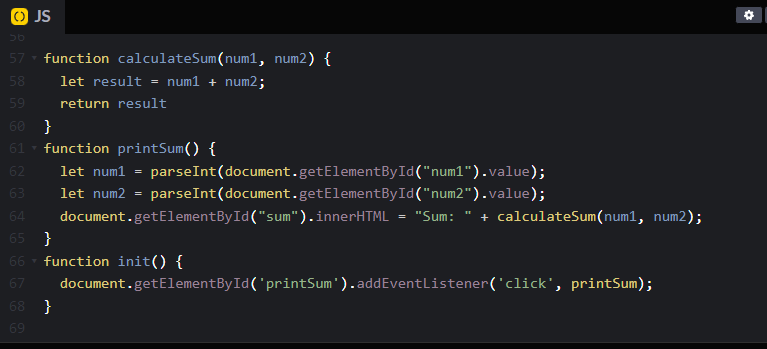 JS
56
57 function calculateSum(num1, num2) {
58   let result = num1 + num2;
59   return result
60 }
61 function printSum() {
62   let num1 = parseInt(document.getElementById("num1").value);
63   let num2 = parseInt(document.getElementById("num2").value);
64   document.getElementById("sum").innerHTML = "Sum: " + calculateSum(num1, num2);
65 }
66 function init() {
67   document.getElementById('printSum').addEventListener('click', printSum);
68 }
69